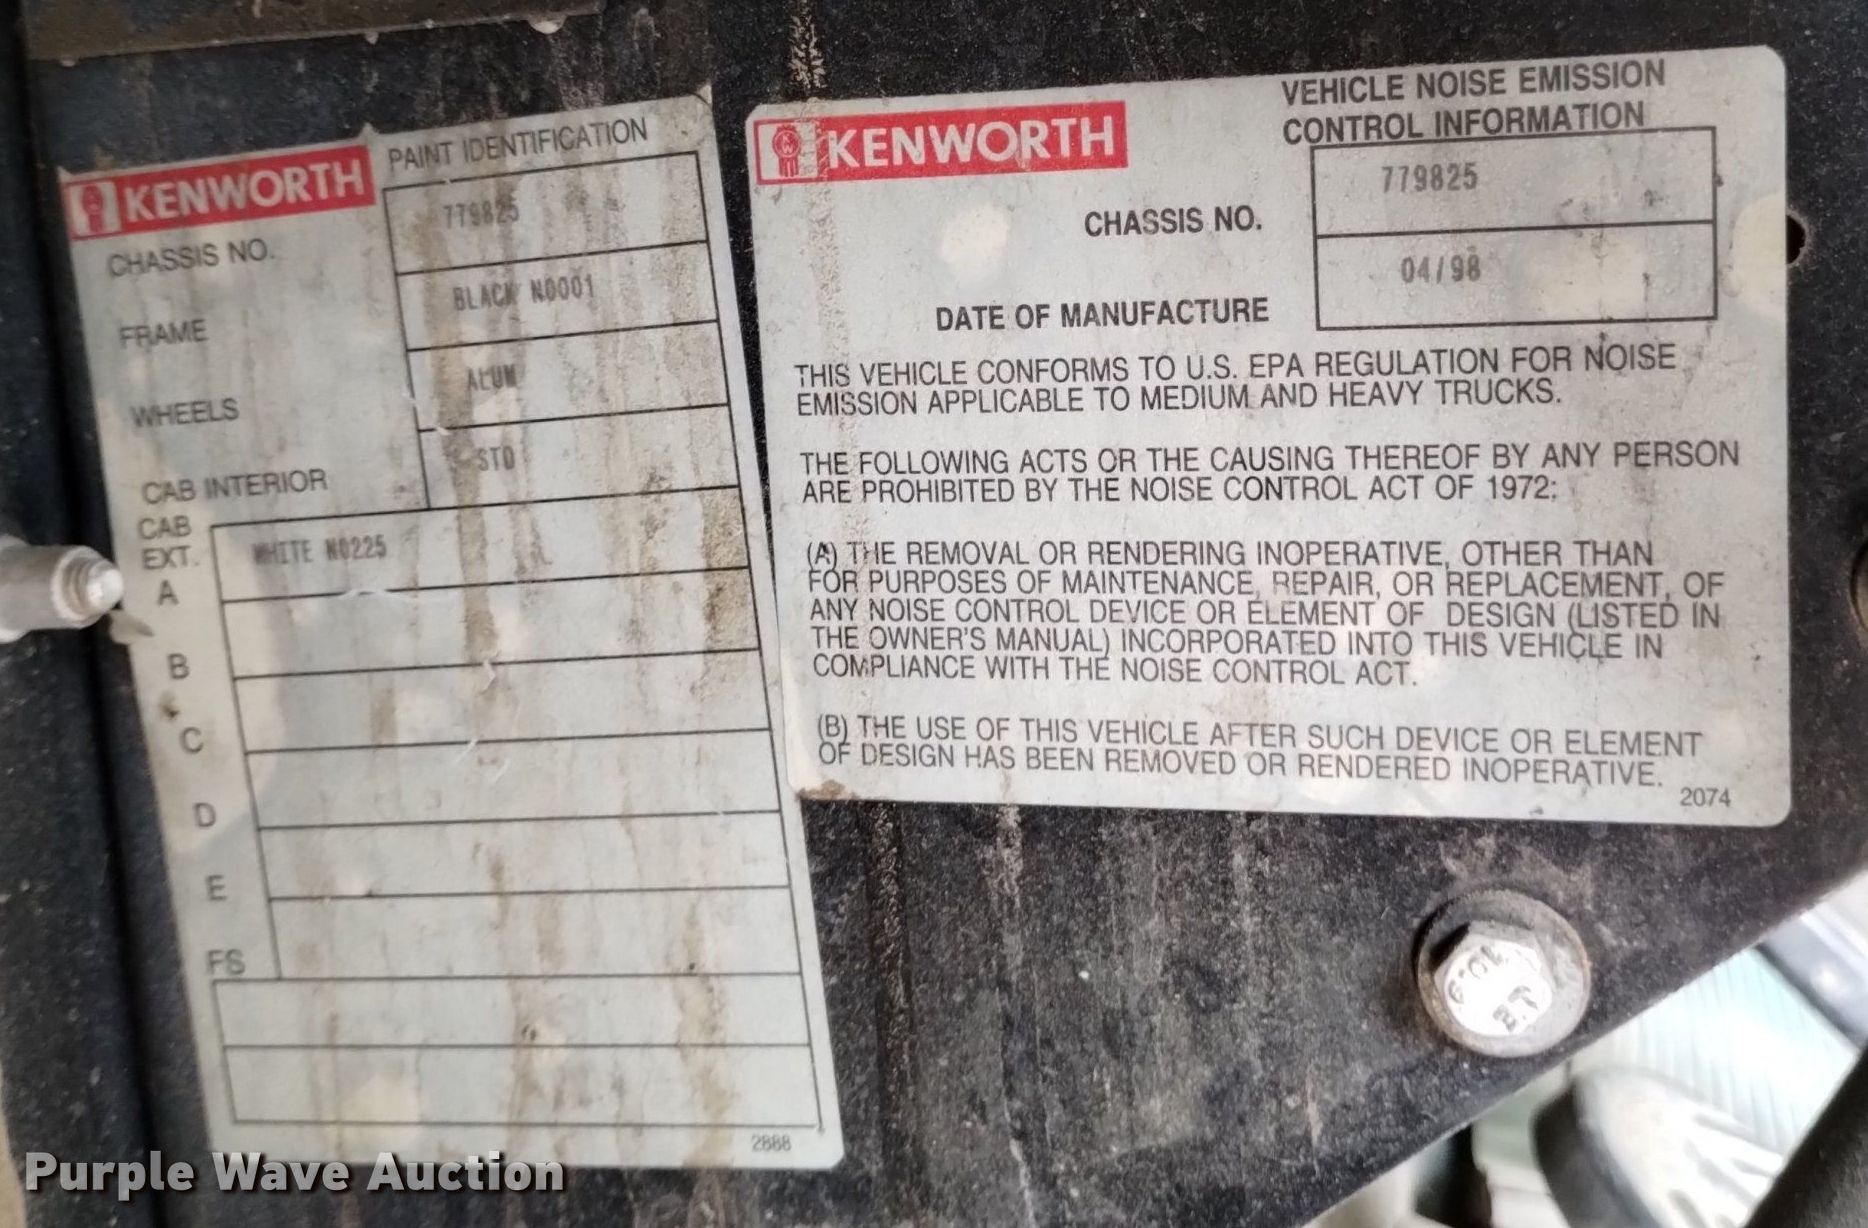 KENWORTH
PAINT IDENTIFICATION
CHASSIS NO. 779825
FRAME BLACK N0001
WHEELS ALUM
CAB INTERIOR STD
CAB
EXT.
A WHITE N0225
B
C
D
E
FS
2888
KW KENWORTH
VEHICLE NOISE EMISSION
CONTROL INFORMATION
CHASSIS NO. 779825
DATE OF MANUFACTURE 04/98
THIS VEHICLE CONFORMS TO U.S. EPA REGULATION FOR NOISE
EMISSION APPLICABLE TO MEDIUM AND HEAVY TRUCKS.
THE FOLLOWING ACTS OR THE CAUSING THEREOF BY ANY PERSON
ARE PROHIBITED BY THE NOISE CONTROL ACT OF 1972:
(A) THE REMOVAL OR RENDERING INOPERATIVE, OTHER THAN
FOR PURPOSES OF MAINTENANCE, REPAIR, OR REPLACEMENT, OF
ANY NOISE CONTROL DEVICE OR ELEMENT OF DESIGN (LISTED IN
THE OWNER'S MANUAL) INCORPORATED INTO THIS VEHICLE IN
COMPLIANCE WITH THE NOISE CONTROL ACT.
(B) THE USE OF THIS VEHICLE AFTER SUCH DEVICE OR ELEMENT
OF DESIGN HAS BEEN REMOVED OR RENDERED INOPERATIVE.
2074
10.9
Purple Wave Auction